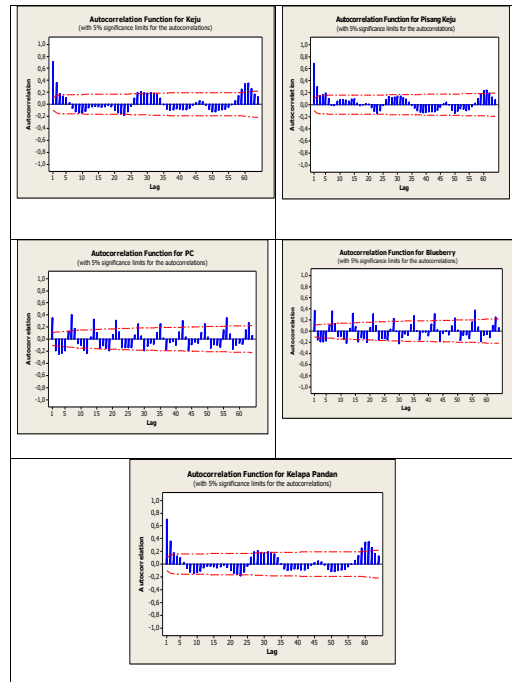 Autocorrelation Function for Keju
(with 5% significance limits for the autocorrelations)
1,0
0,8
0,6
0,4
0,2
0,0
-0,2
-0,4
-0,6
-0,8
-1,0
Autocorrelation
1 5 10 15 20 25 30 35 40 45 50 55 60
Lag
Autocorrelation Function for Pisang Keju
(with 5% significance limits for the autocorrelations)
1,0
0,8
0,6
0,4
0,2
0,0
-0,2
-0,4
-0,6
-0,8
-1,0
Autocorrelation
1 5 10 15 20 25 30 35 40 45 50 55 60
Lag
Autocorrelation Function for PC
(with 5% significance limits for the autocorrelations)
1,0
0,8
0,6
0,4
0,2
0,0
-0,2
-0,4
-0,6
-0,8
-1,0
Autocorrelation
1 5 10 15 20 25 30 35 40 45 50 55 60
Lag
Autocorrelation Function for Blueberry
(with 5% significance limits for the autocorrelations)
1,0
0,8
0,6
0,4
0,2
0,0
-0,2
-0,4
-0,6
-0,8
-1,0
Autocorrelation
1 5 10 15 20 25 30 35 40 45 50 55 60
Lag
Autocorrelation Function for Kelapa Pandan
(with 5% significance limits for the autocorrelations)
1,0
0,8
0,6
0,4
0,2
0,0
-0,2
-0,4
-0,6
-0,8
-1,0
Autocorrelation
1 5 10 15 20 25 30 35 40 45 50 55 60
Lag